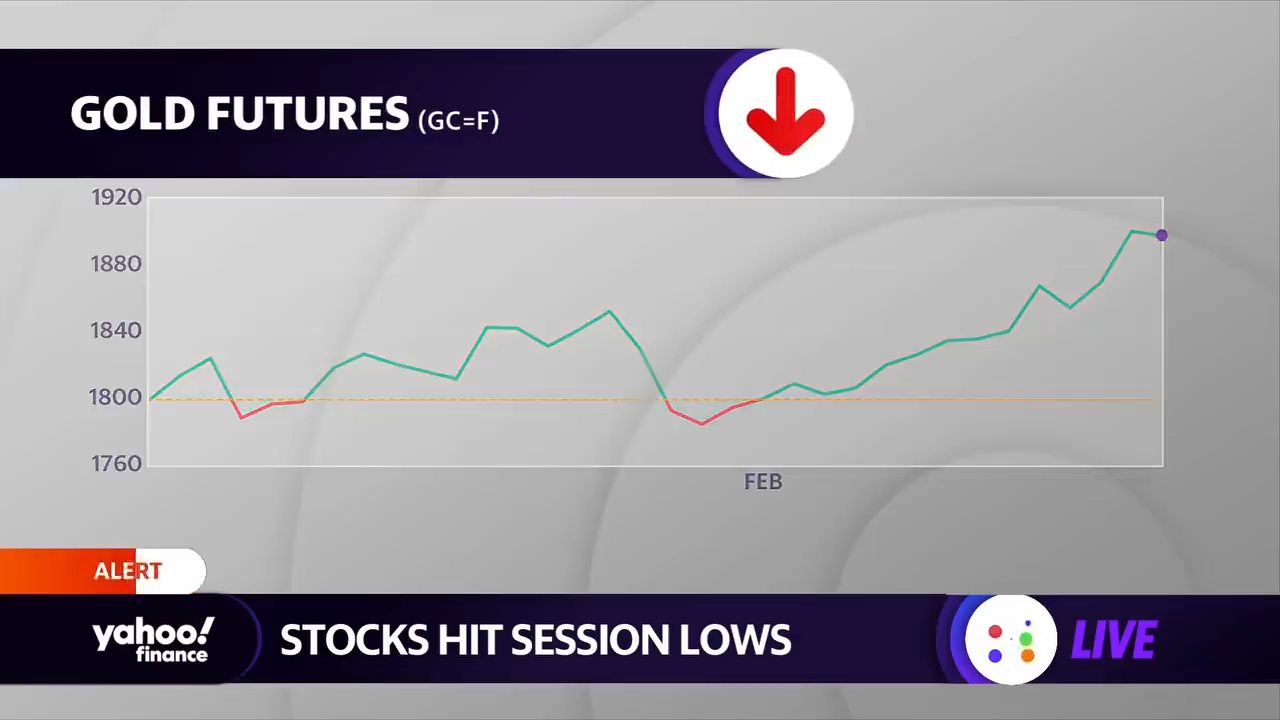 GOLD FUTURES (GC=F)
1920
1880
1840
1800
1760
FEB
ALERT
yahoo!
finance
STOCKS HIT SESSION LOWS
LIVE